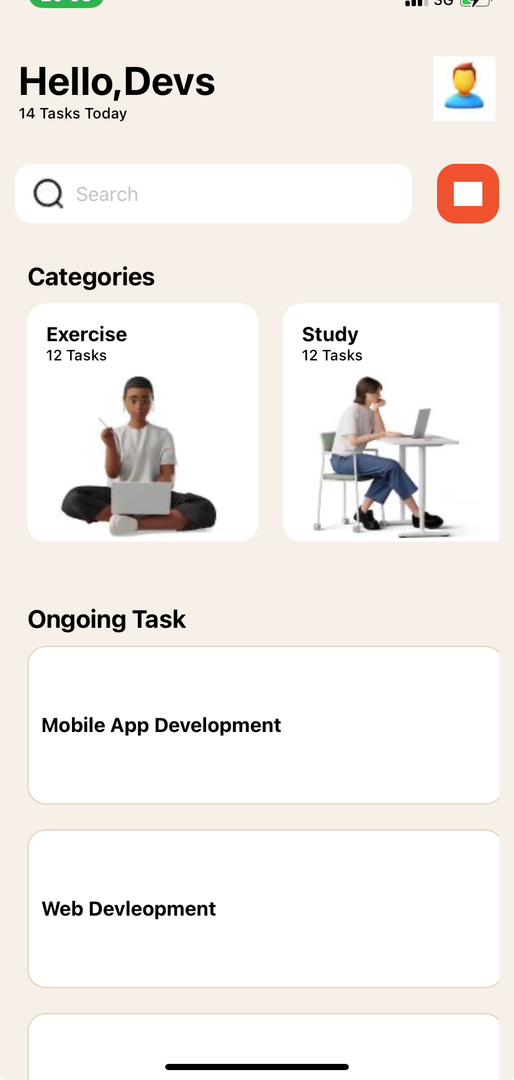 3G
Hello,Devs
14 Tasks Today
Search
Categories
Exercise
12 Tasks
Study
12 Tasks
Ongoing Task
Mobile App Development
Web Devleopment